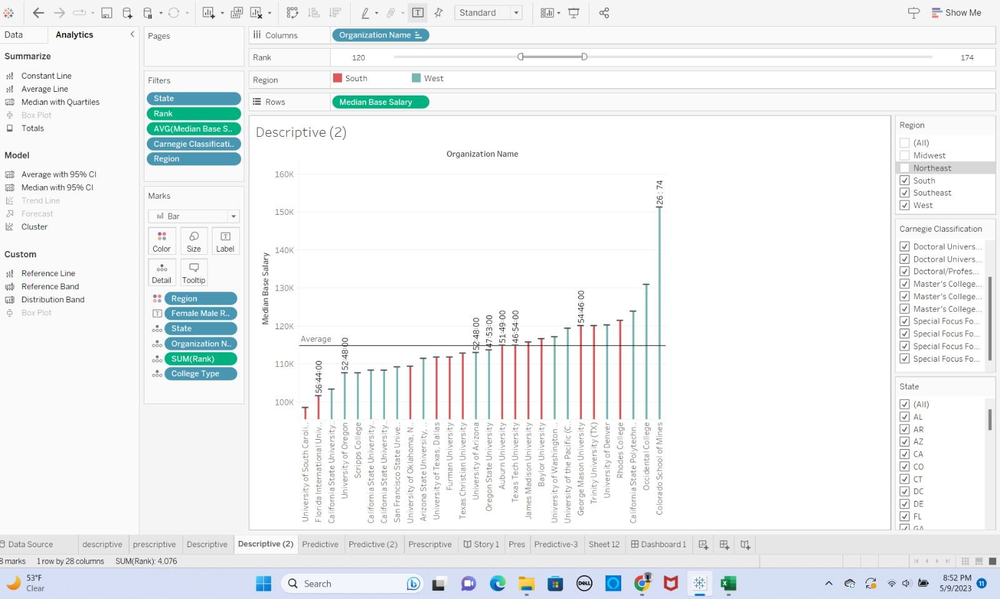 Standard
Show Me
Data
Analytics
Summarize
Constant Line
Average Line
Median with Quartiles
Box Plot
Totals
Model
Average with 95% CI
Median with 95% CI
Trend Line
Forecast
Cluster
Custom
Reference Line
Reference Band
Distribution Band
Box Plot
Pages
Filters
State
Rank
AVG(Median Base S..
Carnegie Classificati..
Region
Marks
Bar
Color
Size
Label
Detail
Tooltip
Region
Female Male R..
State
Organization N..
SUM(Rank)
College Type
Columns
Organization Name
Rank
120
174
Region
South
West
Rows
Median Base Salary
Descriptive (2)
Organization Name
Median Base Salary
160K
150K
140K
130K
120K
110K
100K
Average
56:44:00
52:48:00
52:48:00
47:53:00
51:49:00
46:54:00
54:46:00
26 : 74
University of South Caroli..
Florida International Univ..
California State University..
University of Oregon
Scripps College
California State University..
California State University..
San Francisco State Unive..
University of Oklahoma, N..
Arizona State University, ..
University of Texas, Dallas
Furman University
Texas Christian University
University of Arizona
Oregon State University
Auburn University
Texas Tech University
James Madison University
Baylor University
University of Washington ..
University of the Pacific (C..
George Mason University
Trinity University (TX)
University of Denver
Rhodes College
California State Polytechn..
Occidental College
Colorado School of Mines
Region
(All)
Midwest
Northeast
South
Southeast
West
Carnegie Classification
Doctoral Univers...
Doctoral Univers...
Doctoral/Profes...
Master's College...
Master's College...
Master's College...
Special Focus Fo...
Special Focus Fo...
Special Focus Fo...
Special Focus Fo...
State
(All)
AL
AR
AZ
CA
CO
CT
DC
DE
FL
GA
Data Source
descriptive
prescriptive
Descriptive
Descriptive (2)
Predictive
Predictive (2)
Prescriptive
Story 1
Pres
Predictive-3
Sheet 12
Dashboard 1
8 marks
1 row by 28 columns
SUM(Rank): 4,076
53°F
Clear
Search
DELL
8:52 PM
5/9/2023
11